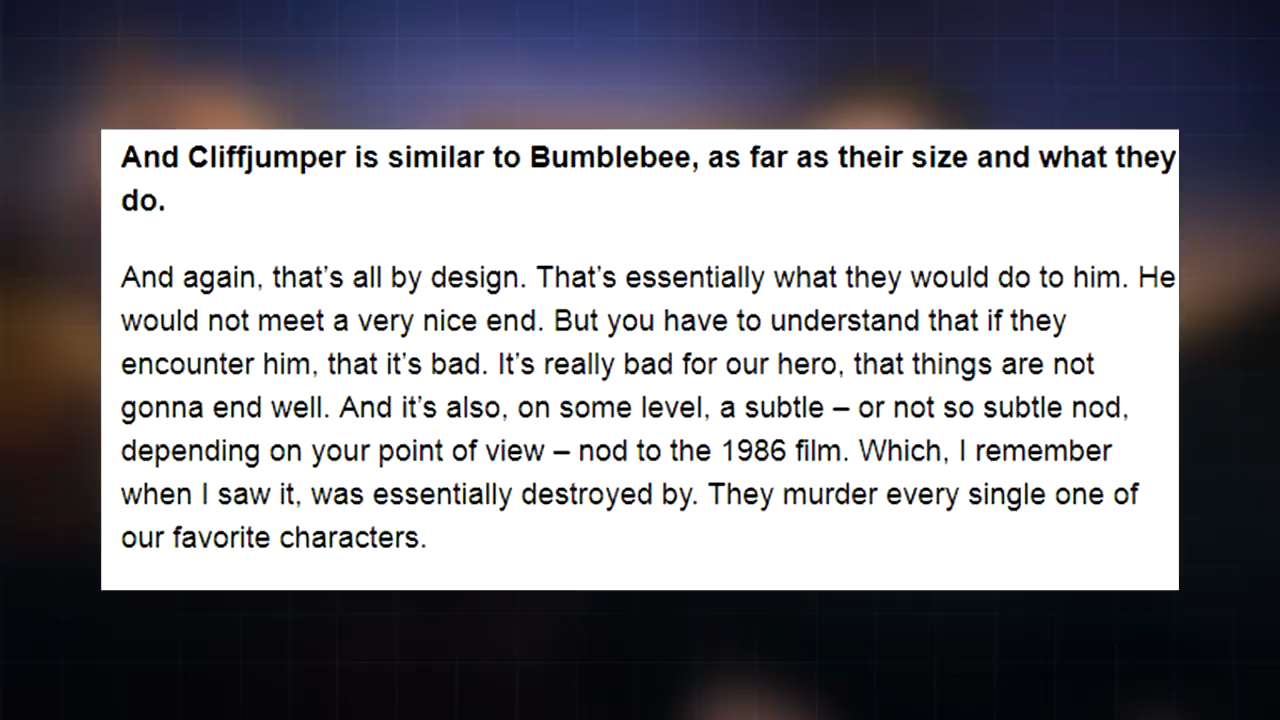 And Cliffjumper is similar to Bumblebee, as far as their size and what they
do.
And again, that’s all by design. That’s essentially what they would do to him. He
would not meet a very nice end. But you have to understand that if they
encounter him, that it’s bad. It’s really bad for our hero, that things are not
gonna end well. And it’s also, on some level, a subtle – or not so subtle nod,
depending on your point of view – nod to the 1986 film. Which, I remember
when I saw it, was essentially destroyed by. They murder every single one of
our favorite characters.